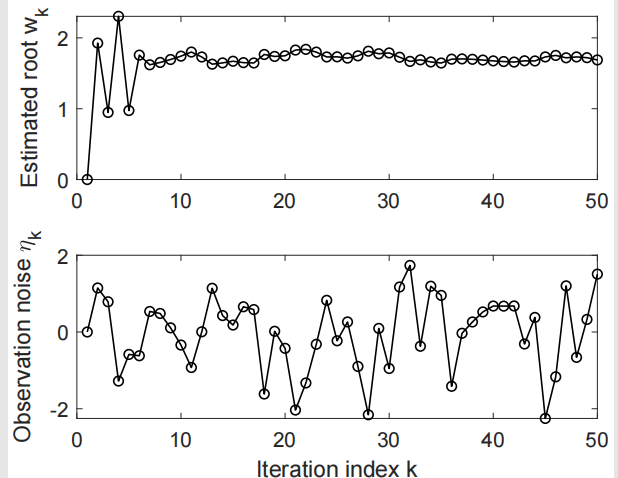 Estimated root w_k
2
1
0
0 10 20 30 40 50
Observation noise η_k
2
0
-2
0 10 20 30 40 50
Iteration index k